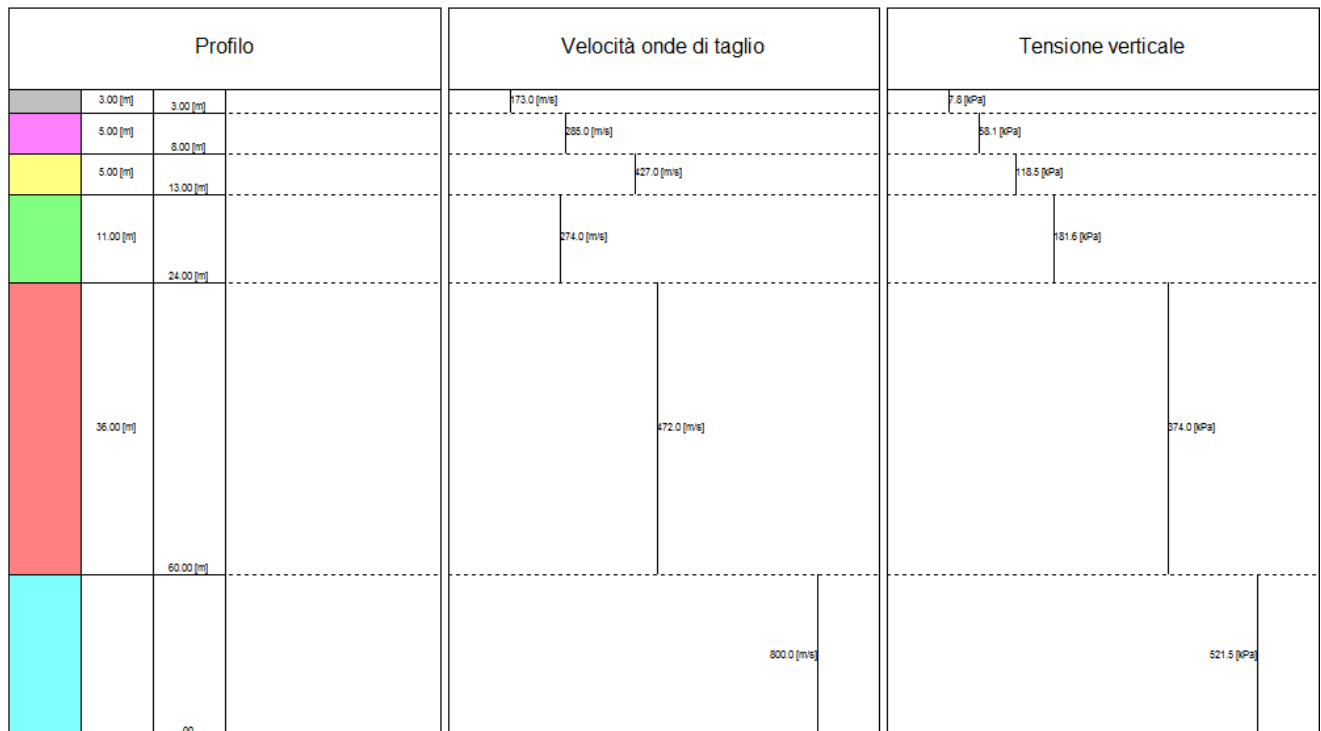 Profilo
Velocità onde di taglio
Tensione verticale
3.00 [m]
3.00 [m]
173.0 [m/s]
7.8 [kPa]
5.00 [m]
8.00 [m]
285.0 [m/s]
58.1 [kPa]
5.00 [m]
13.00 [m]
427.0 [m/s]
118.5 [kPa]
11.00 [m]
24.00 [m]
274.0 [m/s]
181.6 [kPa]
36.00 [m]
60.00 [m]
472.0 [m/s]
374.0 [kPa]
800.0 [m/s]
521.5 [kPa]